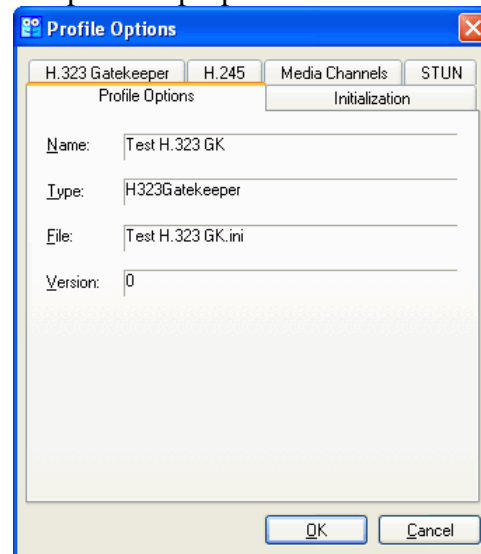 Profile Options
H.323 Gatekeeper H.245 Media Channels STUN
Profile Options Initialization
Name: Test H.323 GK
Type: H323Gatekeeper
File: Test H.323 GK.ini
Version: 0
OK Cancel